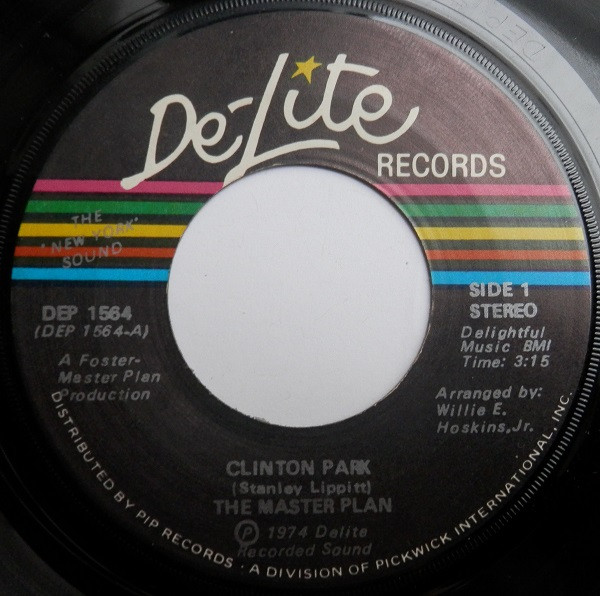 De-Lite
RECORDS
THE
"NEW YORK"
SOUND
DEP 1564
(DEP 1564-A)
A Foster-
Master Plan
Production
SIDE 1
STEREO
Delightful
Music BMI
Time: 3:15
Arranged by:
Willie E.
Hoskins,Jr.
CLINTON PARK
(Stanley Lippitt)
THE MASTER PLAN
Ⓟ 1974 Delite
Recorded Sound
DISTRIBUTED BY PIP RECORDS · A DIVISION OF PICKWICK INTERNATIONAL, INC.